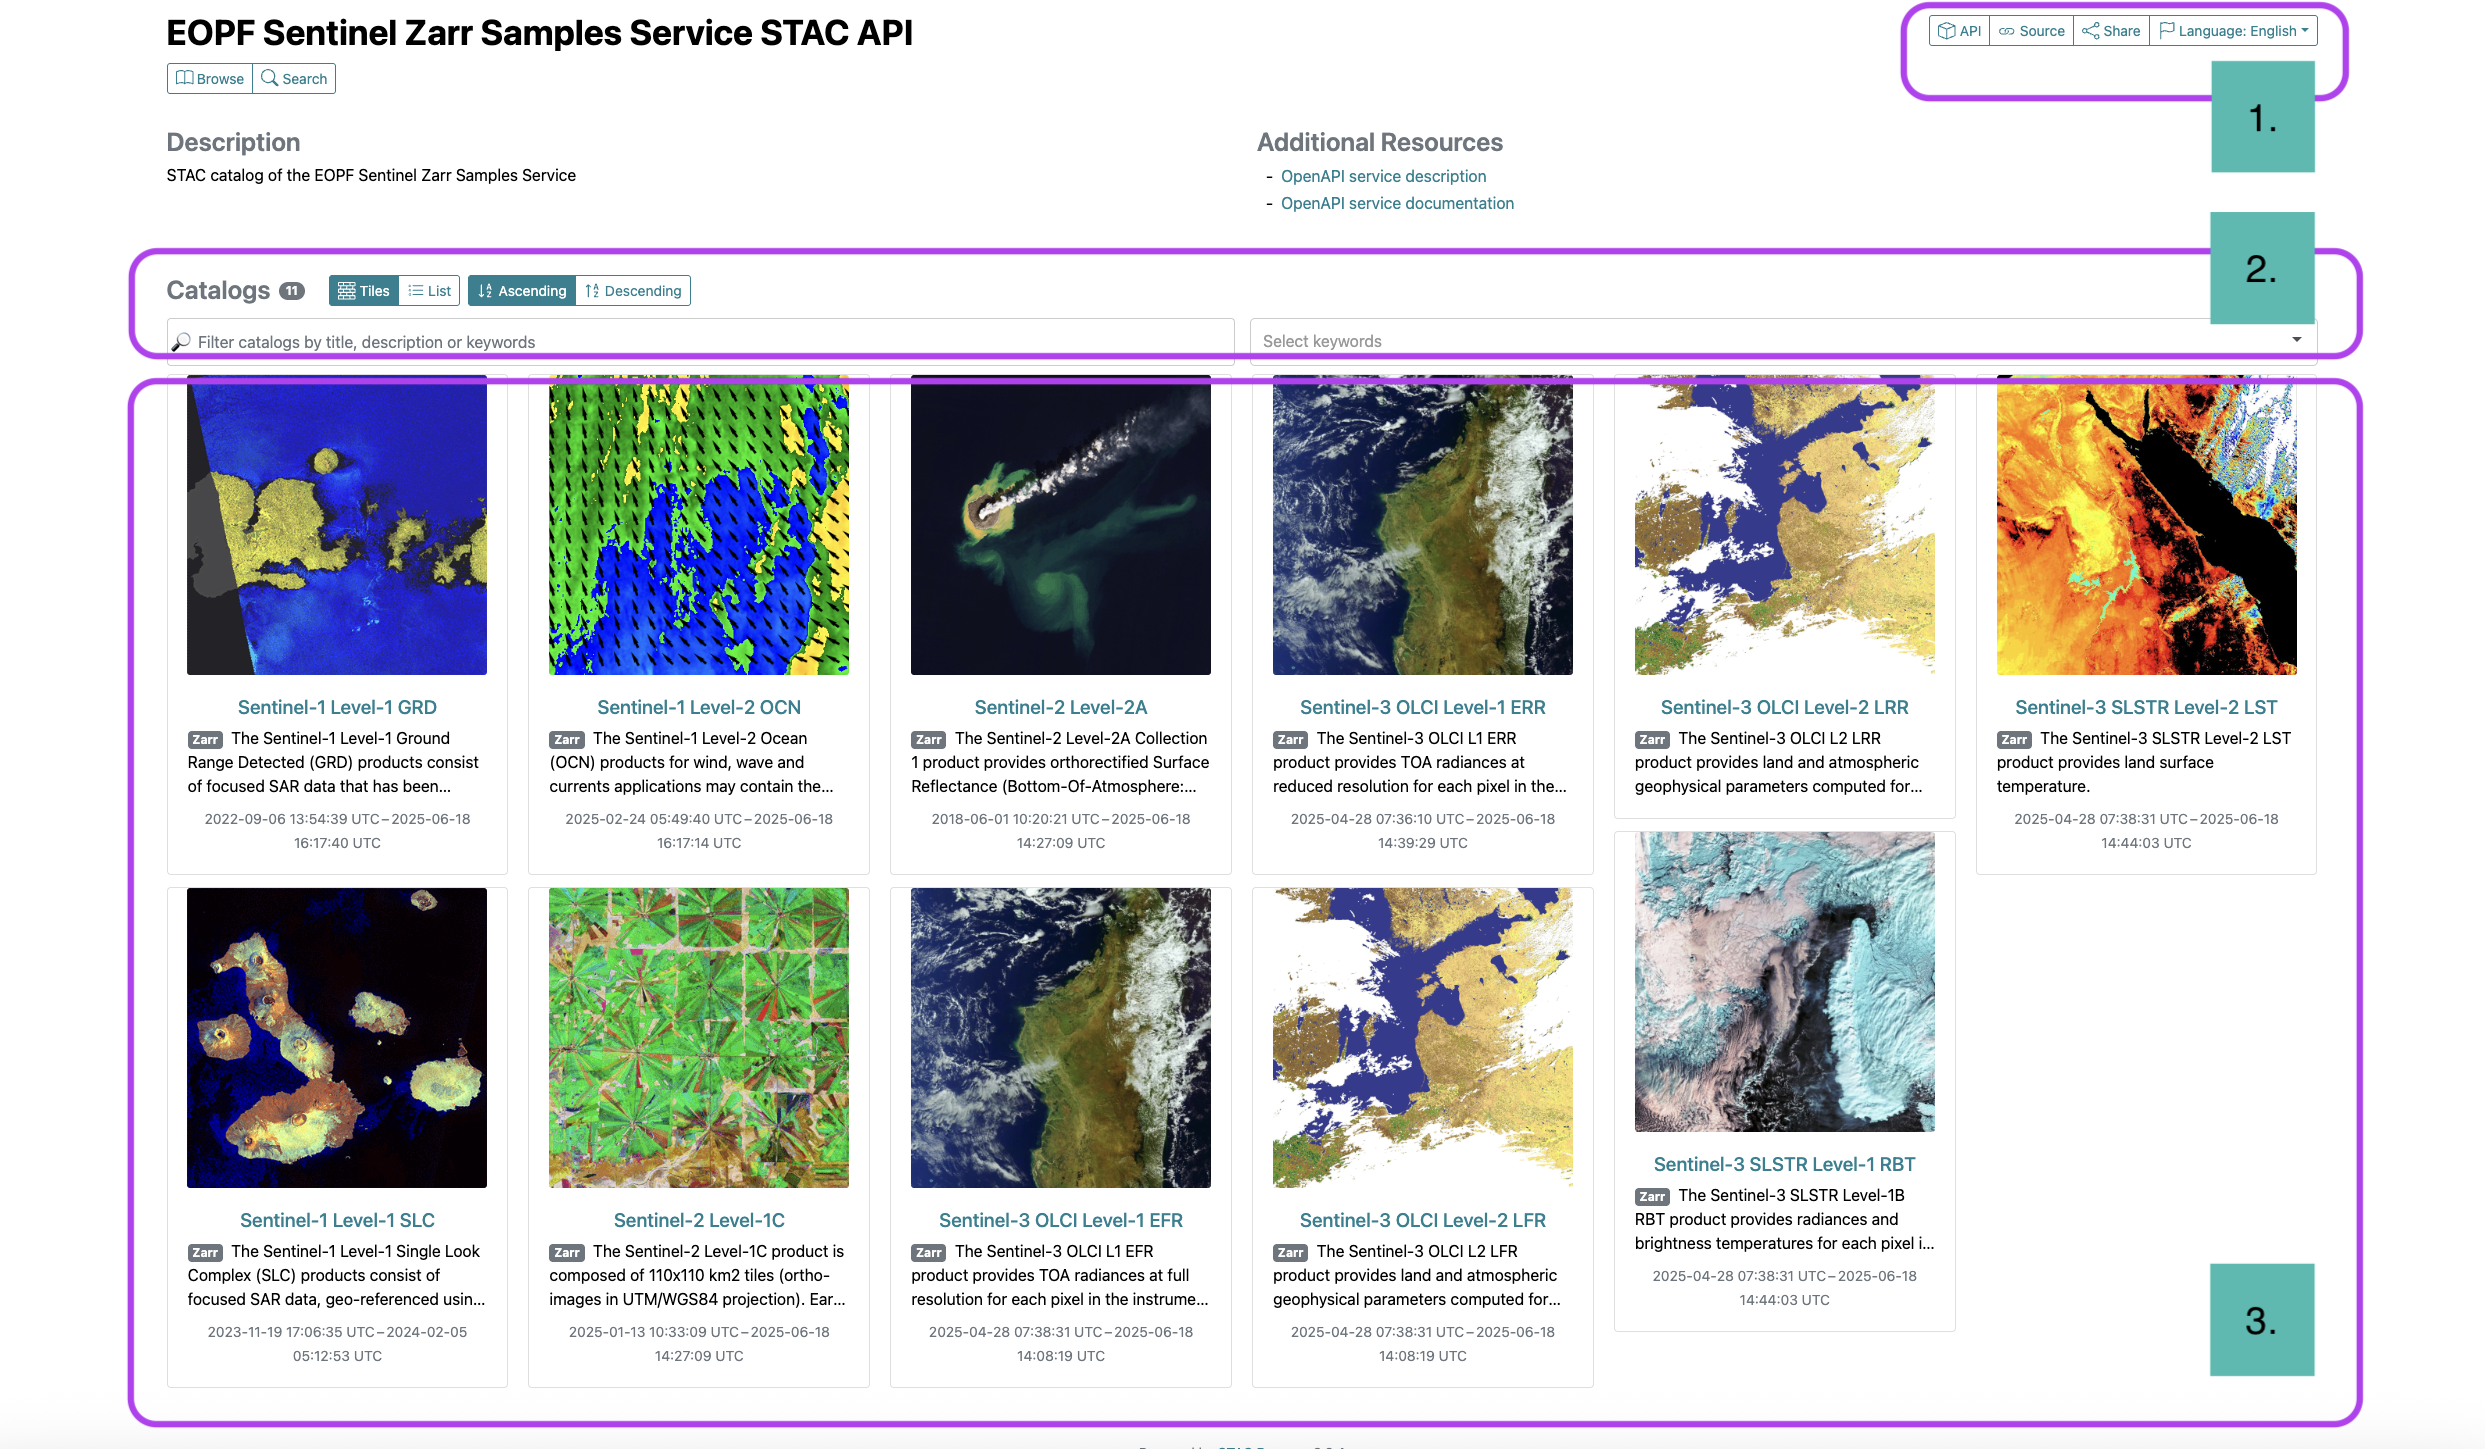 EOPF Sentinel Zarr Samples Service STAC API
API Source Share Language: English
Browse Search
1.
Description
STAC catalog of the EOPF Sentinel Zarr Samples Service
Additional Resources
- OpenAPI service description
- OpenAPI service documentation
2.
Catalogs 11 Tiles List Ascending Descending
Filter catalogs by title, description or keywords
Select keywords
Sentinel-1 Level-1 GRD
Zarr The Sentinel-1 Level-1 Ground
Range Detected (GRD) products consist
of focused SAR data that has been...
2022-09-06 13:54:39 UTC – 2025-06-18
16:17:40 UTC
Sentinel-1 Level-2 OCN
Zarr The Sentinel-1 Level-2 Ocean
(OCN) products for wind, wave and
currents applications may contain the...
2025-02-24 05:49:40 UTC – 2025-06-18
16:17:14 UTC
Sentinel-2 Level-2A
Zarr The Sentinel-2 Level-2A Collection
1 product provides orthorectified Surface
Reflectance (Bottom-Of-Atmosphere:...
2018-06-01 10:20:21 UTC – 2025-06-18
14:27:09 UTC
Sentinel-3 OLCI Level-1 ERR
Zarr The Sentinel-3 OLCI L1 ERR
product provides TOA radiances at
reduced resolution for each pixel in the...
2025-04-28 07:36:10 UTC – 2025-06-18
14:39:29 UTC
Sentinel-3 OLCI Level-2 LRR
Zarr The Sentinel-3 OLCI L2 LRR
product provides land and atmospheric
geophysical parameters computed for...
Sentinel-3 SLSTR Level-2 LST
Zarr The Sentinel-3 SLSTR Level-2 LST
product provides land surface
temperature.
2025-04-28 07:38:31 UTC – 2025-06-18
14:44:03 UTC
Sentinel-1 Level-1 SLC
Zarr The Sentinel-1 Level-1 Single Look
Complex (SLC) products consist of
focused SAR data, geo-referenced usin...
2023-11-19 17:06:35 UTC – 2024-02-05
05:12:53 UTC
Sentinel-2 Level-1C
Zarr The Sentinel-2 Level-1C product is
composed of 110x110 km2 tiles (ortho-
images in UTM/WGS84 projection). Ear...
2025-01-13 10:33:09 UTC – 2025-06-18
14:27:09 UTC
Sentinel-3 OLCI Level-1 EFR
Zarr The Sentinel-3 OLCI L1 EFR
product provides TOA radiances at full
resolution for each pixel in the instrume...
2025-04-28 07:38:31 UTC – 2025-06-18
14:08:19 UTC
Sentinel-3 OLCI Level-2 LFR
Zarr The Sentinel-3 OLCI L2 LFR
product provides land and atmospheric
geophysical parameters computed for...
2025-04-28 07:38:31 UTC – 2025-06-18
14:08:19 UTC
Sentinel-3 SLSTR Level-1 RBT
Zarr The Sentinel-3 SLSTR Level-1B
RBT product provides radiances and
brightness temperatures for each pixel i...
2025-04-28 07:38:31 UTC – 2025-06-18
14:44:03 UTC
3.